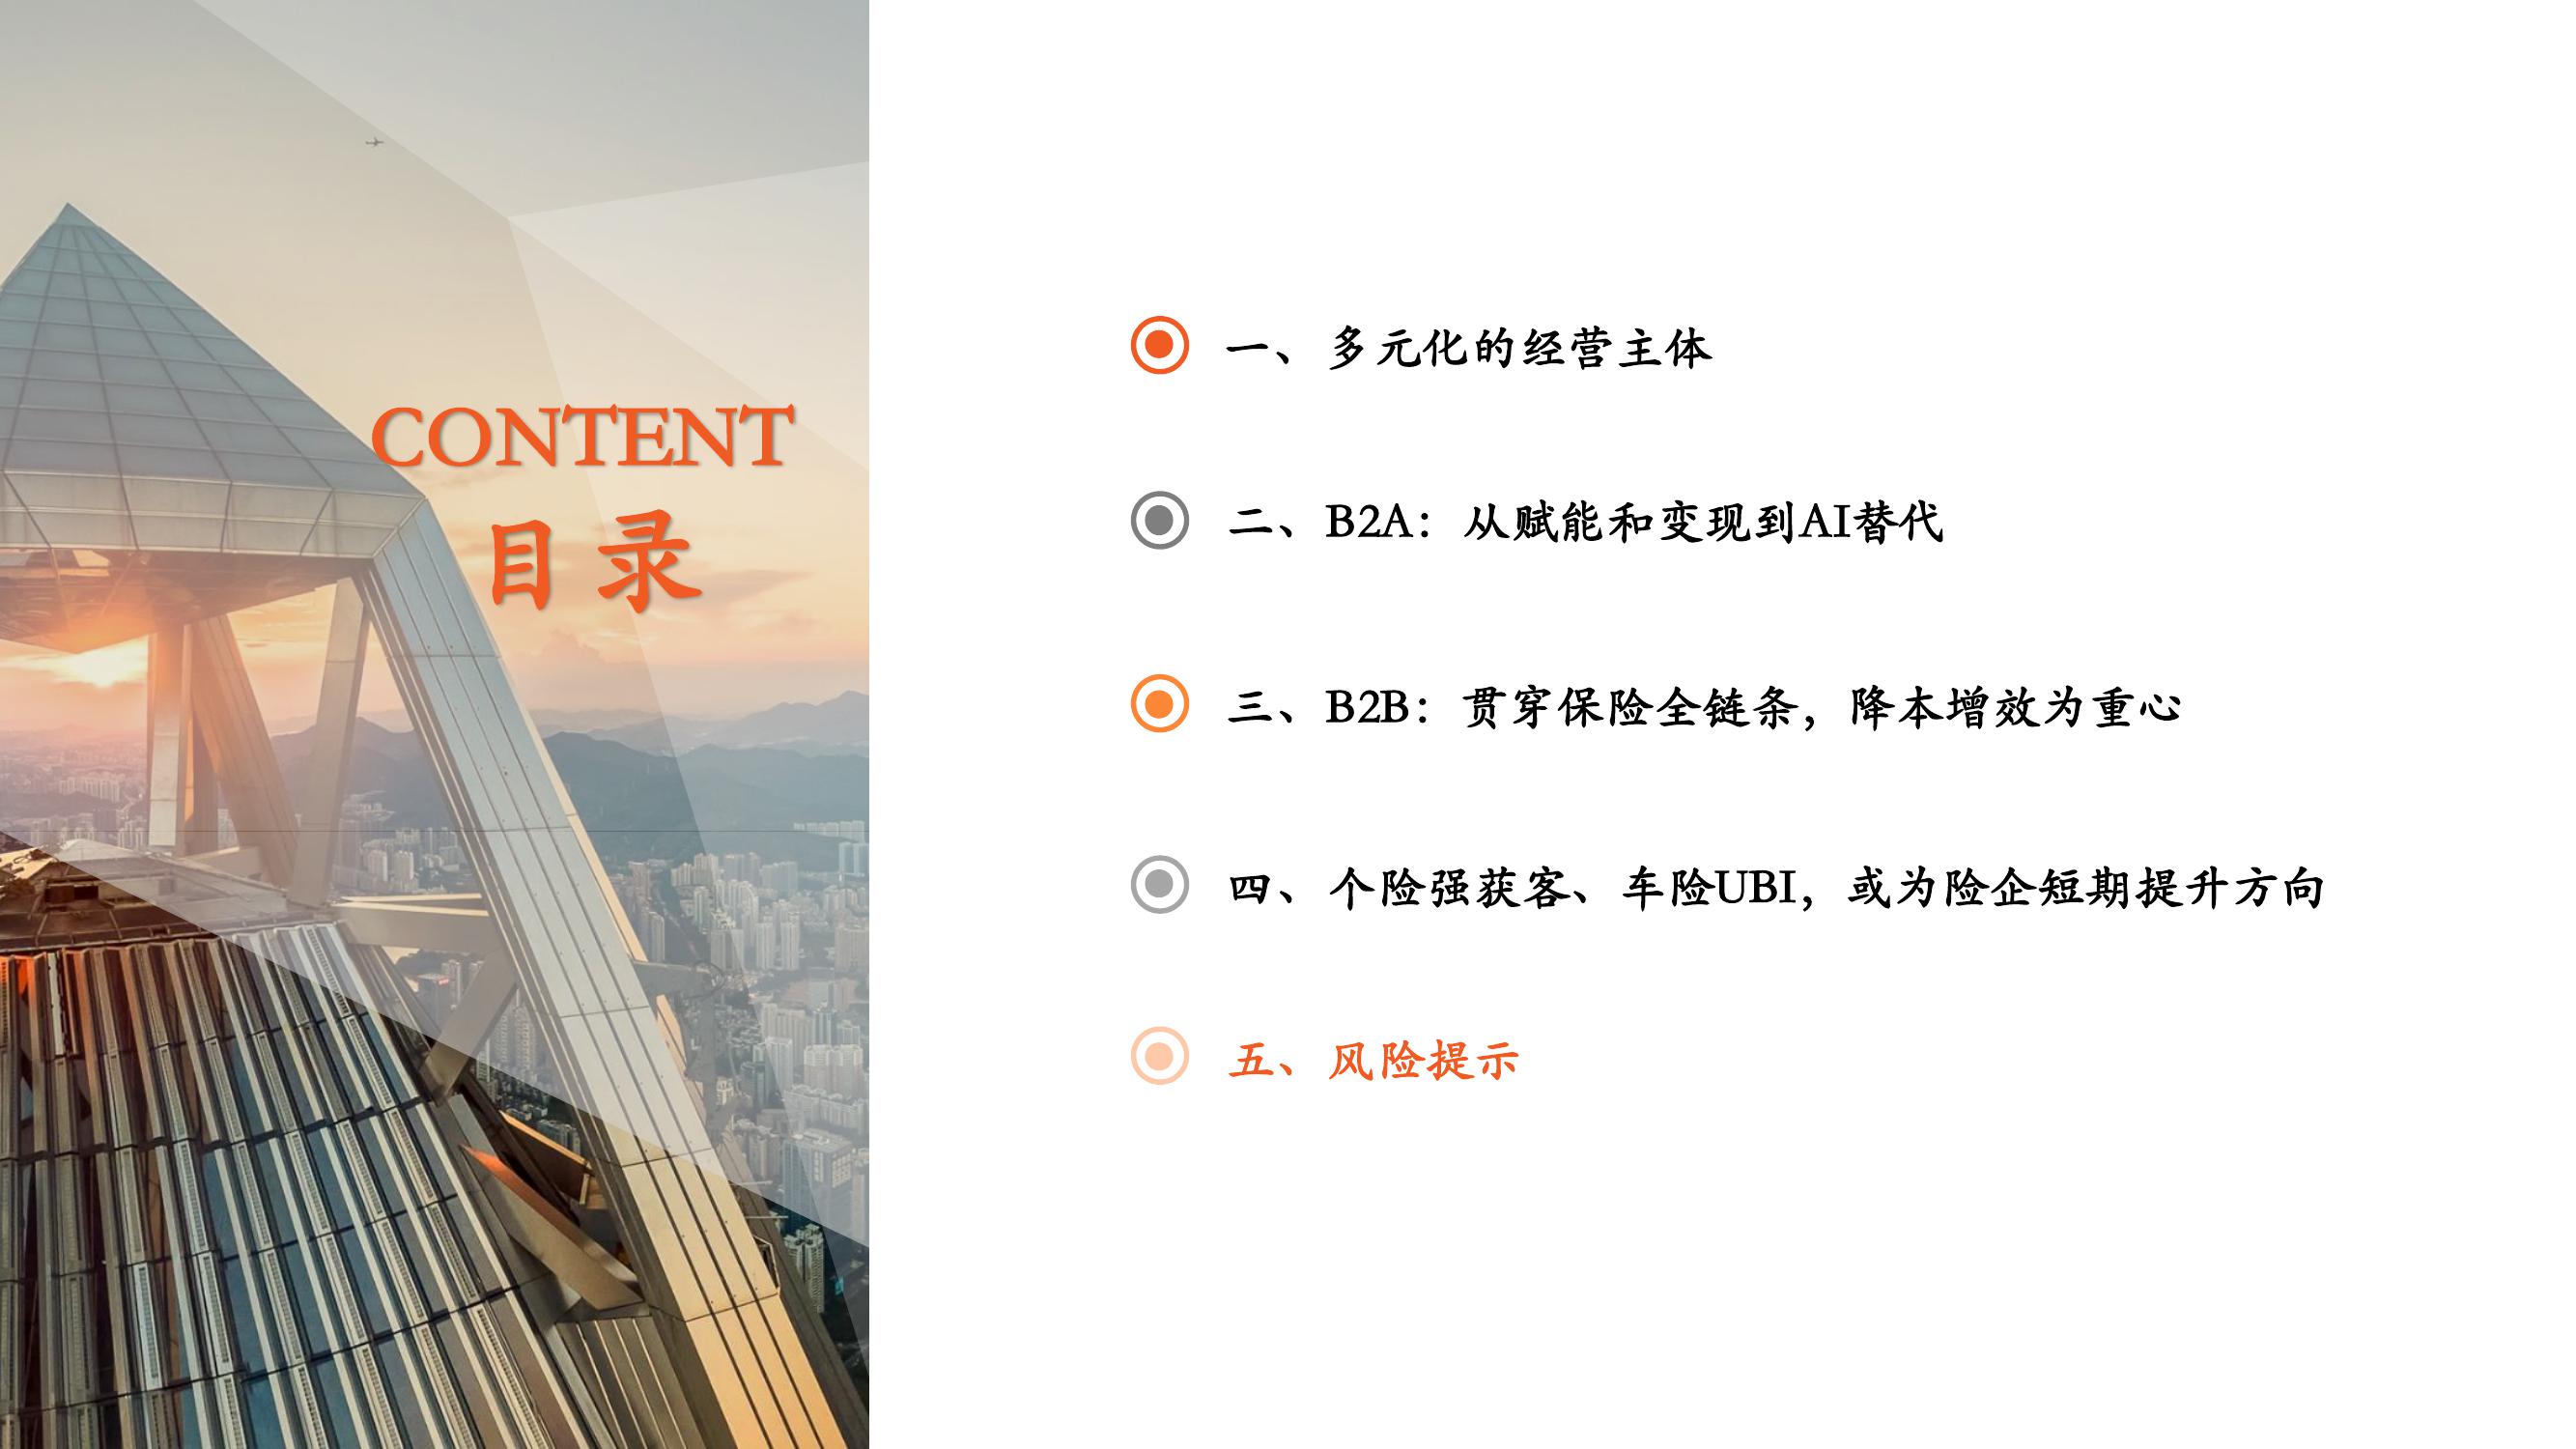 CONTENT
目录
一、多元化的经营主体
二、B2A：从赋能和变现到AI替代
三、B2B：贯穿保险全链条，降本增效为重心
四、个险强获客、车险UBI，或为险企短期提升方向
五、风险提示